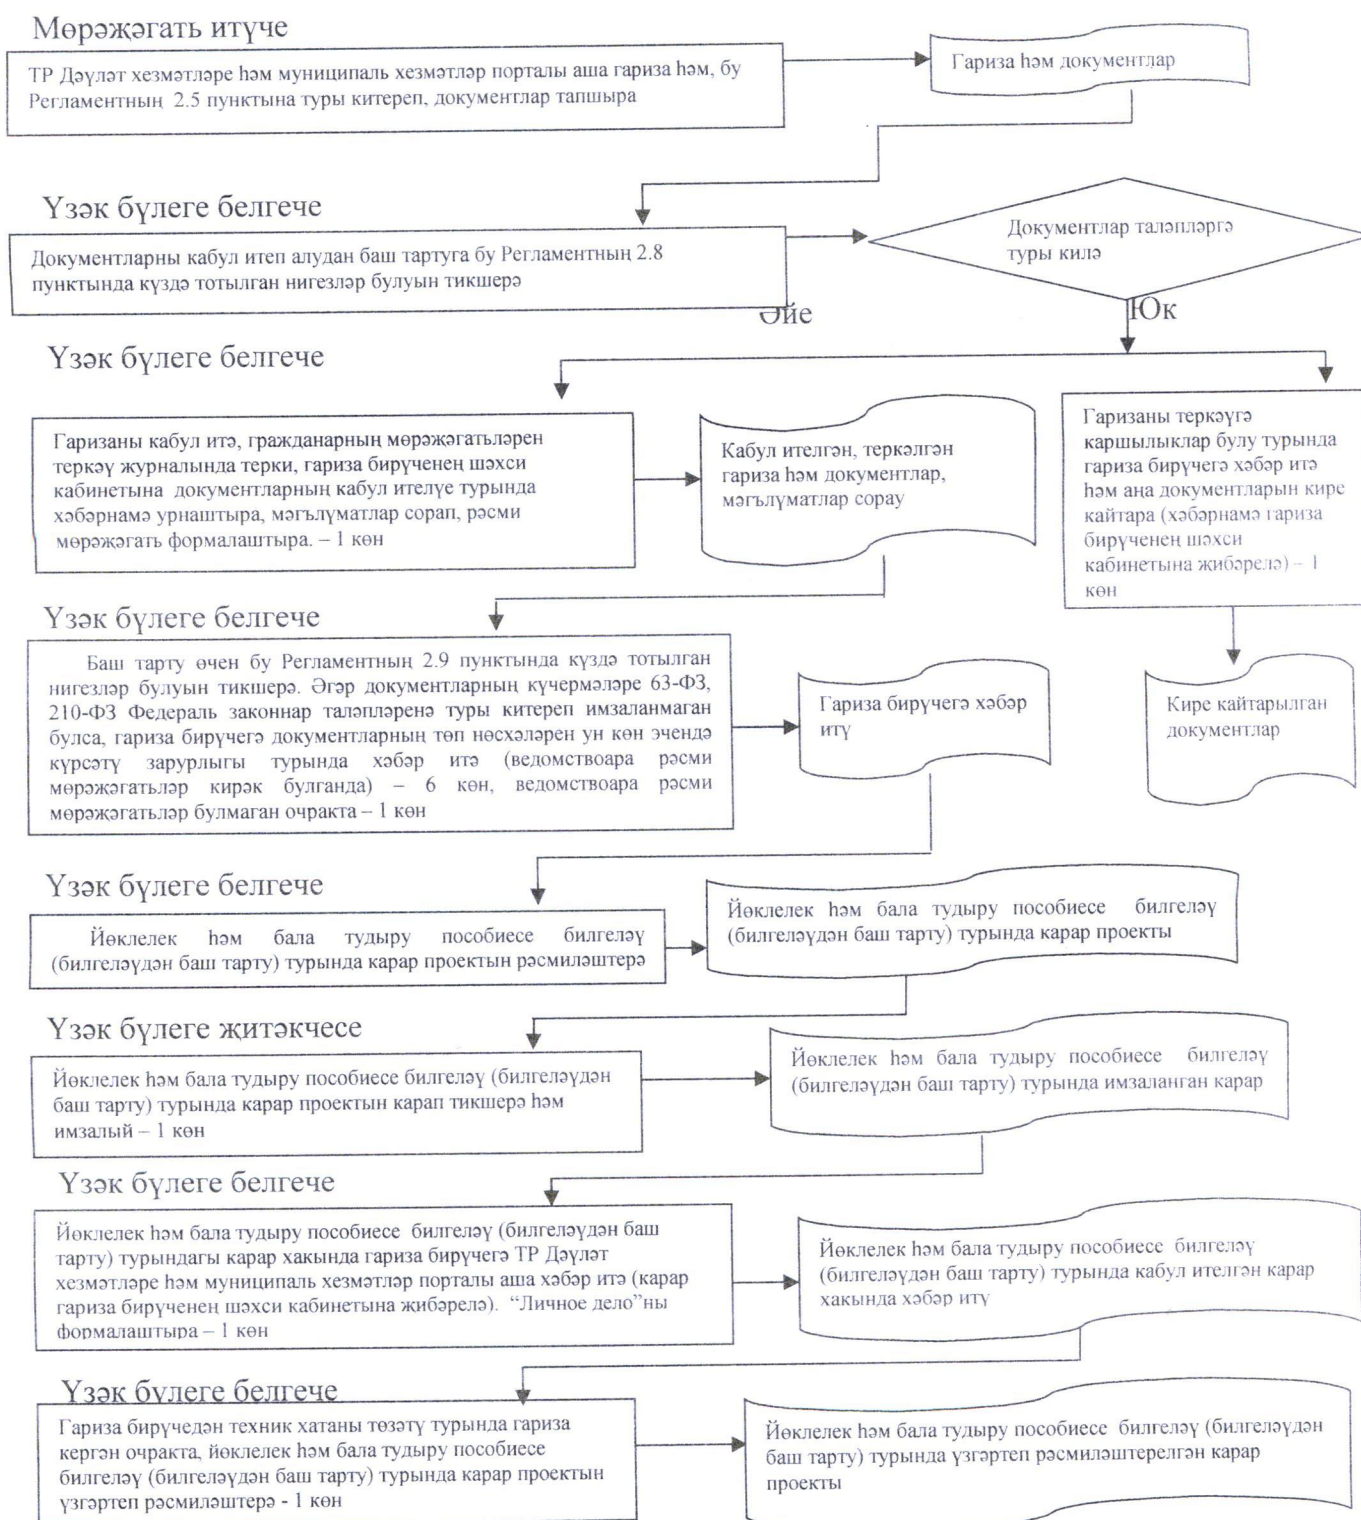 Мөрәҗәгать итүче
ТР Дәүләт хезмәтләре һәм муниципаль хезмәтләр порталы аша гариза һәм, бу
Регламентның 2.5 пунктына туры китереп, документлар тапшыра
Гариза һәм документлар
Үзәк бүлеге белгече
Документларны кабул итеп алудан баш тартуга бу Регламентның 2.8
пунктында күздә тотылган нигезләр булуын тикшерә
Документлар таләпләргә
туры килә
Әйе
Юк
Үзәк бүлеге белгече
Гаризаны кабул итә, гражданарның мөрәҗәгатьләрен
теркәү журналында терки, гариза бирүченең шәхси
кабинетына документларның кабул ителүе турында
хәбәрнамә урнаштыра, мәгълүматлар сорап, рәсми
мөрәҗәгать формалаштыра. – 1 көн
Кабул ителгән, теркәлгән
гариза һәм документлар,
мәгълүматлар сорау
Гаризаны теркәүгә
каршылыклар булу турында
гариза бирүчегә хәбәр итә
һәм аңа документларын кире
кайтара (хәбәрнамә гариза
бирүченең шәхси
кабинетына жибәрелә) – 1
көн
Үзәк бүлеге белгече
Баш тарту өчен бу Регламентның 2.9 пунктында күздә тотылган
нигезләр булуын тикшерә. Әгәр документларның күчермәләре 63-ФЗ,
210-ФЗ Федераль законнар таләпләренә туры китереп имзаланмаган
булса, гариза бирүчегә документларның төп нөсхәләрен ун көн эчендә
күрсәтү зарурлыгы турында хәбәр итә (ведомствоара рәсми
мөрәҗәгатьләр кирәк булганда) – 6 көн, ведомствоара рәсми
мөрәҗәгатьләр булмаган очракта – 1 көн
Гариза бирүчегә хәбәр
итү
Кире кайтарылган
документлар
Үзәк бүлеге белгече
Йөклелек һәм бала тудыру пособиесе билгеләү
(билгеләүдән баш тарту) турында карар проектын рәсмиләштерә
Йөклелек һәм бала тудыру пособиесе билгеләү
(билгеләүдән баш тарту) турында карар проекты
Үзәк бүлеге җитәкчесе
Йөклелек һәм бала тудыру пособиесе билгеләү (билгеләүдән
баш тарту) турында карар проектын карап тикшерә һәм
имзалый – 1 көн
Йөклелек һәм бала тудыру пособиесе билгеләү
(билгеләүдән баш тарту) турында имзаланган карар
Үзәк бүлеге белгече
Йөклелек һәм бала тудыру пособиесе билгеләү (билгеләүдән баш
тарту) турындагы карар хакында гариза бирүчегә ТР Дәүләт
хезмәтләре һәм муниципаль хезмәтләр порталы аша хәбәр итә (карар
гариза бирүченең шәхси кабинетына жибәрелә). “Личное дело”ны
формалаштыра – 1 көн
Йөклелек һәм бала тудыру пособиесе билгеләү
(билгеләүдән баш тарту) турында кабул ителгән карар
хакында хәбәр итү
Үзәк бүлеге белгече
Гариза бирүчедән техник хатаны төзәтү турында гариза
кергән очракта, йөклелек һәм бала тудыру пособиесе
билгеләү (билгеләүдән баш тарту) турында карар проектын
үзгәртеп рәсмиләштерә - 1 көн
Йөклелек һәм бала тудыру пособиесе билгеләү (билгеләүдән
баш тарту) турында үзгәртеп рәсмиләштерелгән карар
проекты